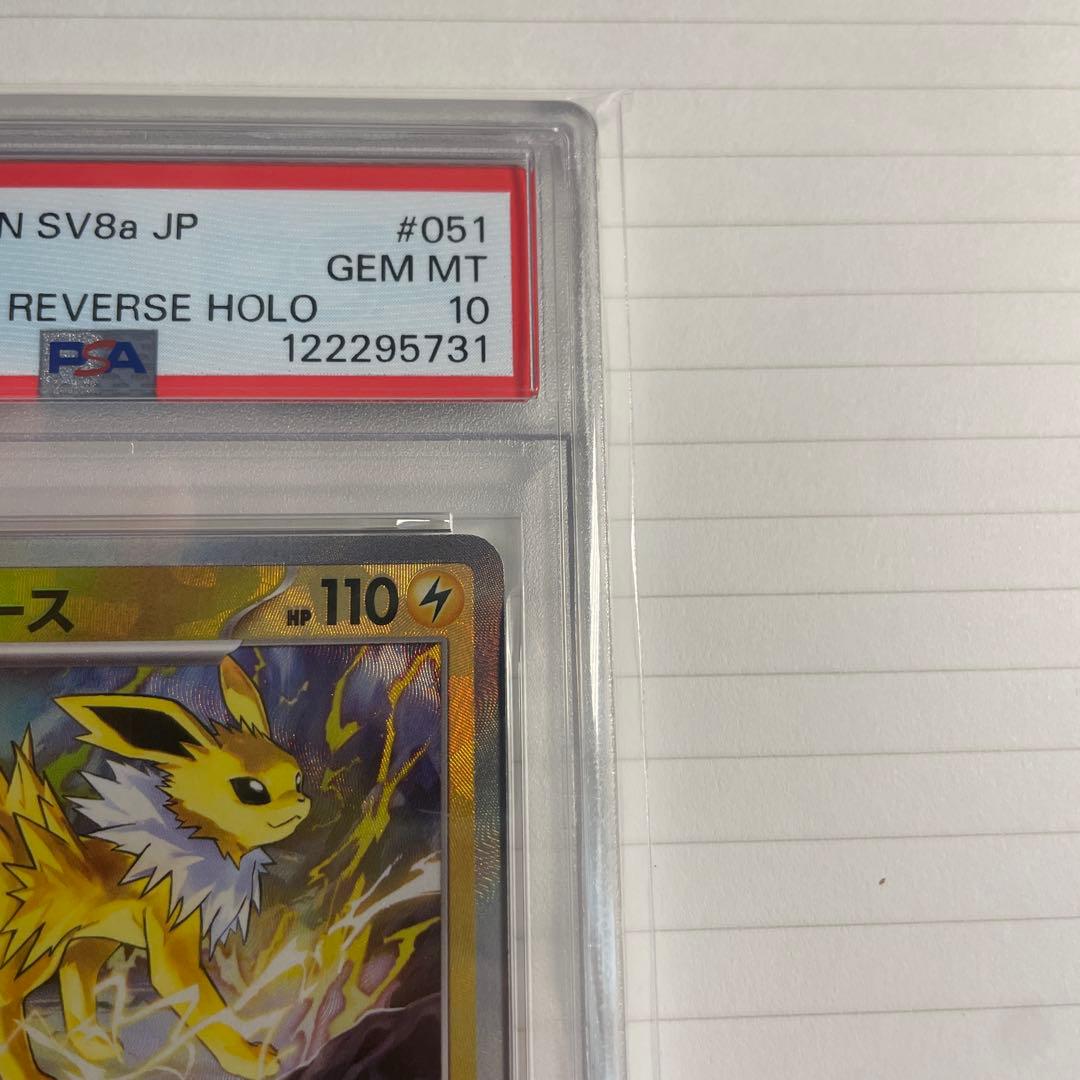 N SV8a JP #051
GEM MT
REVERSE HOLO 10
PSA 122295731
ース HP 110